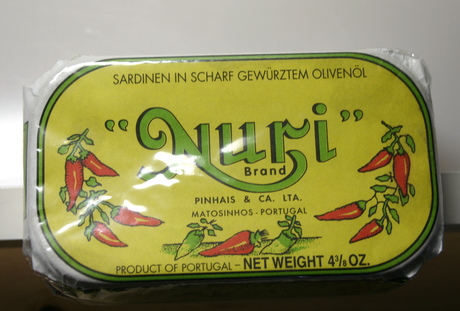 SARDINEN IN SCHARF GEWÜRZTEM OLIVENÖL
"Nuri"
Brand
PINHAIS & CA. LTA.
MATOSINHOS - PORTUGAL
PRODUCT OF PORTUGAL – NET WEIGHT 4³/₈ OZ.